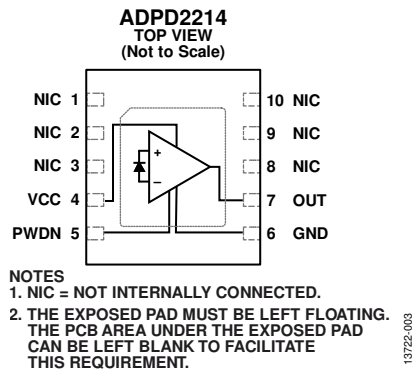 ADPD2214
TOP VIEW
(Not to Scale)
NIC 1
10 NIC
NIC 2
9 NIC
NIC 3
8 NIC
VCC 4
7 OUT
PWDN 5
6 GND
+
–
NOTES
1. NIC = NOT INTERNALLY CONNECTED.
2. THE EXPOSED PAD MUST BE LEFT FLOATING.
THE PCB AREA UNDER THE EXPOSED PAD
CAN BE LEFT BLANK TO FACILITATE
THIS REQUIREMENT.
13722-003